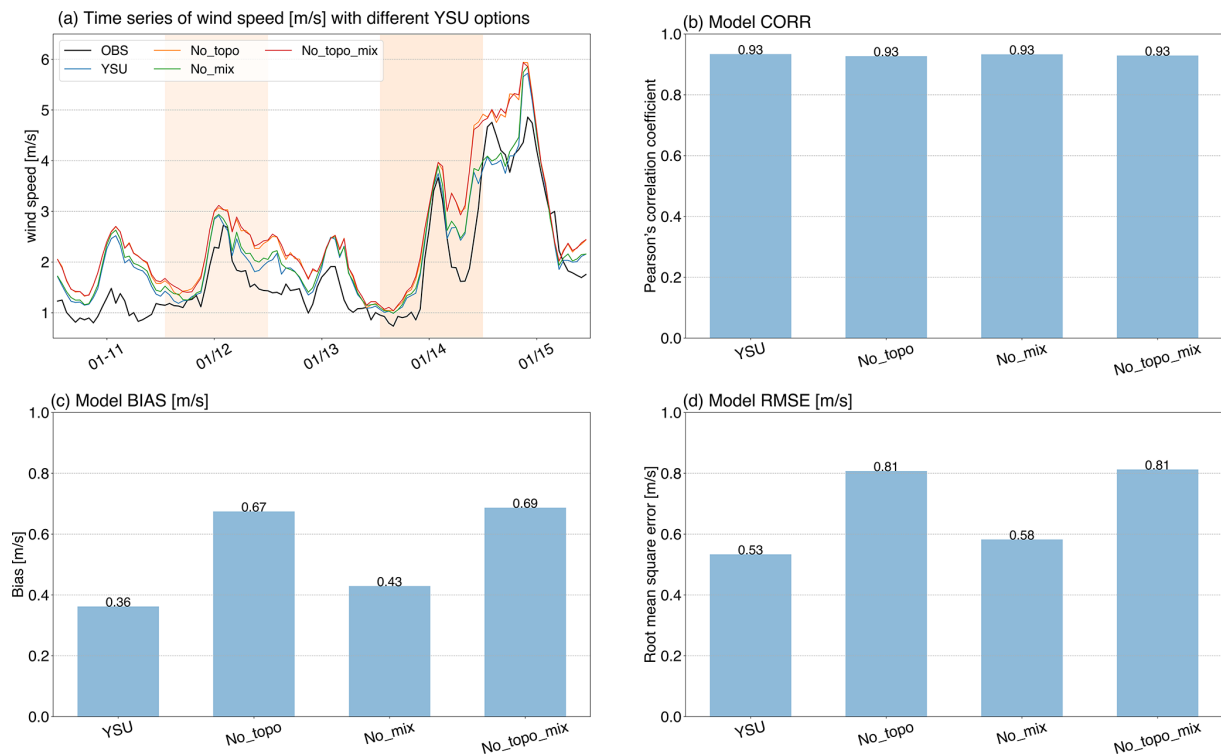 (a) Time series of wind speed [m/s] with different YSU options
OBS
YSU
No_topo
No_mix
No_topo_mix
wind speed [m/s]
6
5
4
3
2
1
01-11
01/12
01/13
01/14
01/15
(b) Model CORR
Pearson's correlation coefficient
1.0
0.8
0.6
0.4
0.2
0.0
0.93
0.93
0.93
0.93
YSU
No_topo
No_mix
No_topo_mix
(c) Model BIAS [m/s]
Bias [m/s]
1.0
0.8
0.6
0.4
0.2
0.0
0.36
0.67
0.43
0.69
YSU
No_topo
No_mix
No_topo_mix
(d) Model RMSE [m/s]
Root mean square error [m/s]
1.0
0.8
0.6
0.4
0.2
0.0
0.53
0.81
0.58
0.81
YSU
No_topo
No_mix
No_topo_mix